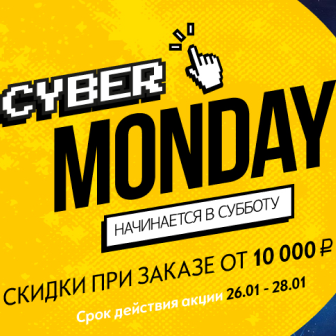 CYBER
MONDAY
НАЧИНАЕТСЯ В СУББОТУ
СКИДКИ ПРИ ЗАКАЗЕ ОТ 10 000 ₽
Срок действия акции 26.01 - 28.01